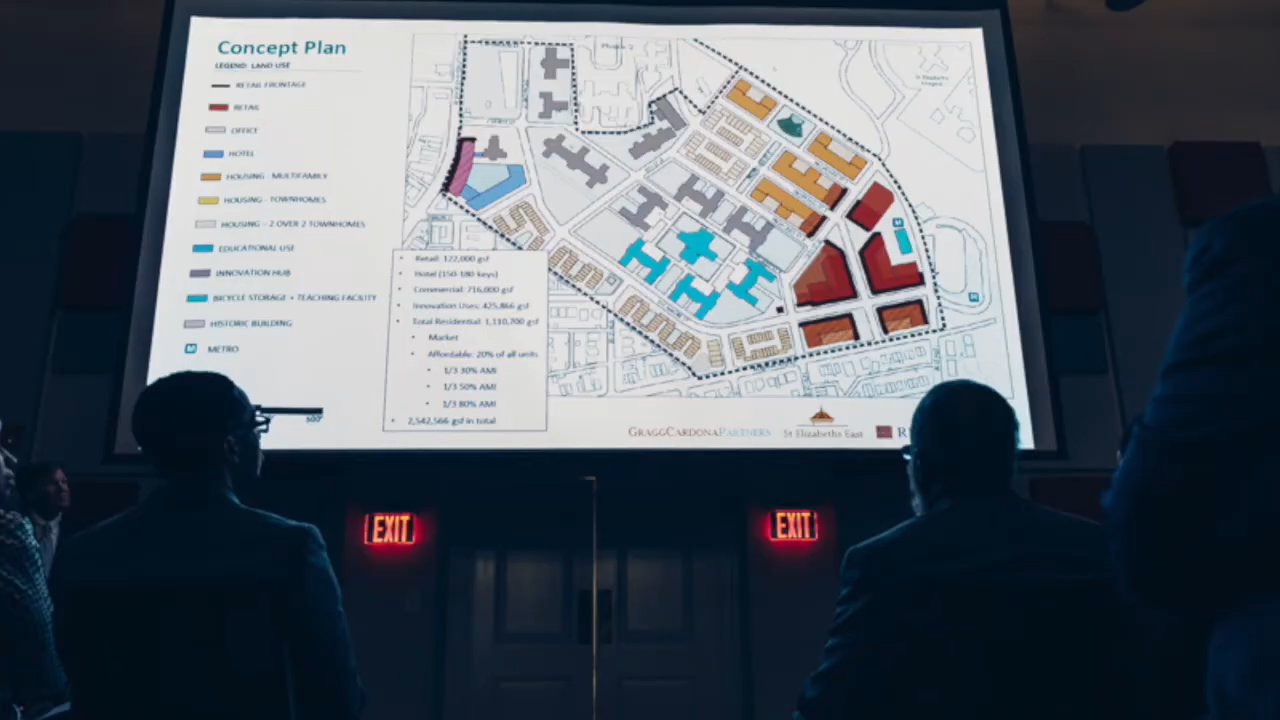 Concept Plan
LEGEND: LAND USE
RETAIL FRONTAGE
RETAIL
OFFICE
HOTEL
HOUSING - MULTIFAMILY
HOUSING - TOWNHOMES
HOUSING - 2 OVER 2 TOWNHOMES
EDUCATIONAL USE
INNOVATION HUB
BICYCLE STORAGE + TEACHING FACILITY
HISTORIC BUILDING
M METRO
500'
• Retail: 122,000 gsf
• Hotel (150-180 keys)
• Commercial: 716,000 gsf
• Innovation Uses: 425,866 gsf
• Total Residential: 1,110,700 gsf
• Market
• Affordable: 20% of all units
• 1/3 30% AMI
• 1/3 50% AMI
• 1/3 80% AMI
• 2,542,566 gsf in total
M
M
GRAGGCARDONAPARTNERS
St Elizabeths East
R
EXIT
EXIT